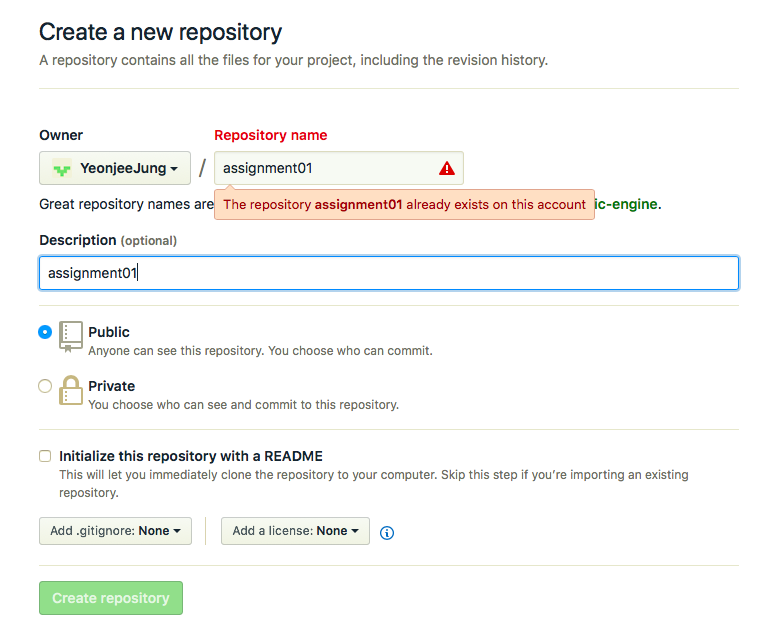 Create a new repository
A repository contains all the files for your project, including the revision history.
Owner
Repository name
YeonjeeJung
/
assignment01
Great repository names are
ic-engine.
The repository assignment01 already exists on this account
Description (optional)
assignment01
Public
Anyone can see this repository. You choose who can commit.
Private
You choose who can see and commit to this repository.
Initialize this repository with a README
This will let you immediately clone the repository to your computer. Skip this step if you're importing an existing
repository.
Add .gitignore: None
Add a license: None
Create repository